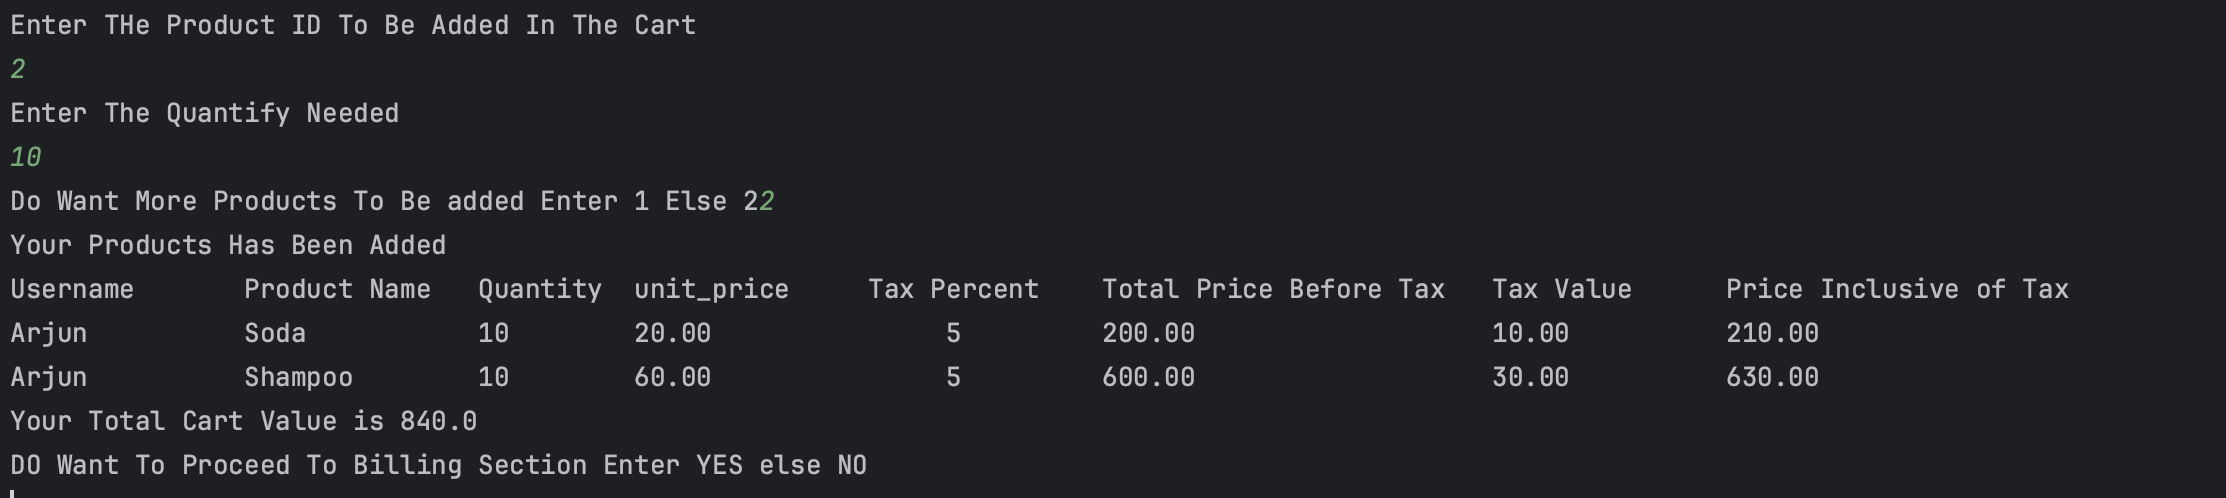 Enter THe Product ID To Be Added In The Cart
2
Enter The Quantify Needed
10
Do Want More Products To Be added Enter 1 Else 22
Your Products Has Been Added
Username Product Name Quantity unit_price Tax Percent Total Price Before Tax Tax Value Price Inclusive of Tax
Arjun Soda 10 20.00 5 200.00 10.00 210.00
Arjun Shampoo 10 60.00 5 600.00 30.00 630.00
Your Total Cart Value is 840.0
DO Want To Proceed To Billing Section Enter YES else NO